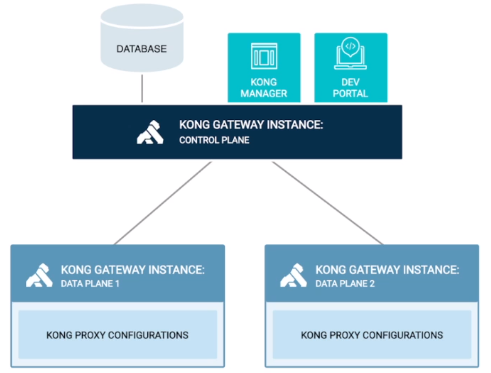 DATABASE
KONG
MANAGER
DEV
PORTAL
KONG GATEWAY INSTANCE:
CONTROL PLANE
KONG GATEWAY INSTANCE:
DATA PLANE 1
KONG PROXY CONFIGURATIONS
KONG GATEWAY INSTANCE:
DATA PLANE 2
KONG PROXY CONFIGURATIONS